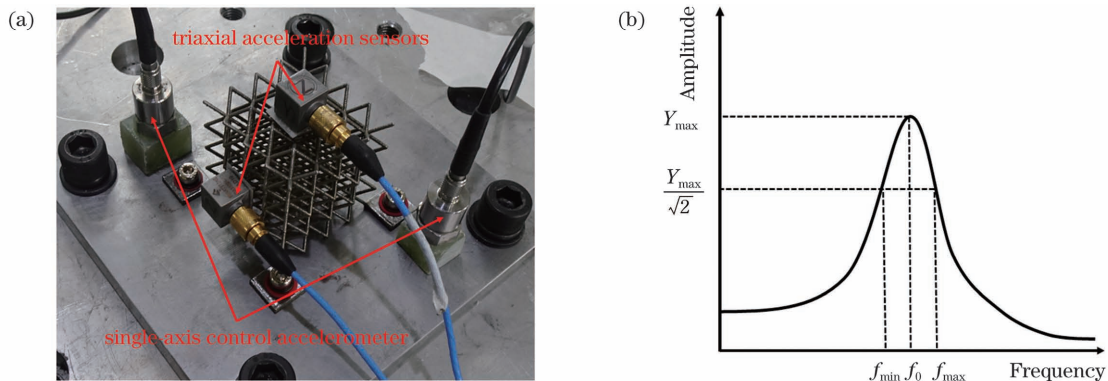 (a)
triaxial acceleration sensors
single axis control accelerometer
(b)
Amplitude
Y_max
Y_max/√2
f_min f_0 f_max
Frequency